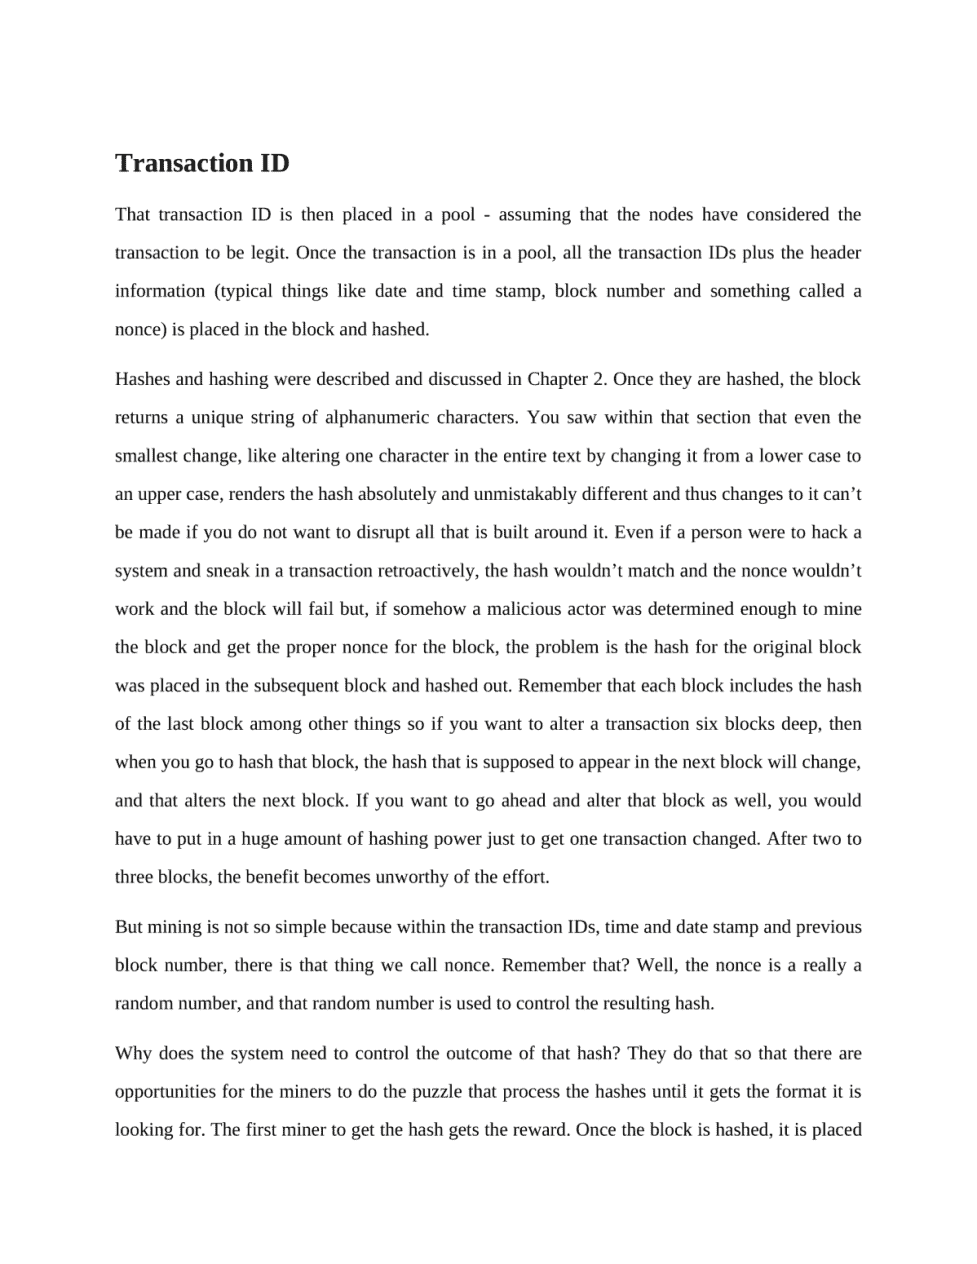 Transaction ID
That transaction ID is then placed in a pool - assuming that the nodes have considered the
transaction to be legit. Once the transaction is in a pool, all the transaction IDs plus the header
information (typical things like date and time stamp, block number and something called a
nonce) is placed in the block and hashed.
Hashes and hashing were described and discussed in Chapter 2. Once they are hashed, the block
returns a unique string of alphanumeric characters. You saw within that section that even the
smallest change, like altering one character in the entire text by changing it from a lower case to
an upper case, renders the hash absolutely and unmistakably different and thus changes to it can’t
be made if you do not want to disrupt all that is built around it. Even if a person were to hack a
system and sneak in a transaction retroactively, the hash wouldn’t match and the nonce wouldn’t
work and the block will fail but, if somehow a malicious actor was determined enough to mine
the block and get the proper nonce for the block, the problem is the hash for the original block
was placed in the subsequent block and hashed out. Remember that each block includes the hash
of the last block among other things so if you want to alter a transaction six blocks deep, then
when you go to hash that block, the hash that is supposed to appear in the next block will change,
and that alters the next block. If you want to go ahead and alter that block as well, you would
have to put in a huge amount of hashing power just to get one transaction changed. After two to
three blocks, the benefit becomes unworthy of the effort.
But mining is not so simple because within the transaction IDs, time and date stamp and previous
block number, there is that thing we call nonce. Remember that? Well, the nonce is a really a
random number, and that random number is used to control the resulting hash.
Why does the system need to control the outcome of that hash? They do that so that there are
opportunities for the miners to do the puzzle that process the hashes until it gets the format it is
looking for. The first miner to get the hash gets the reward. Once the block is hashed, it is placed